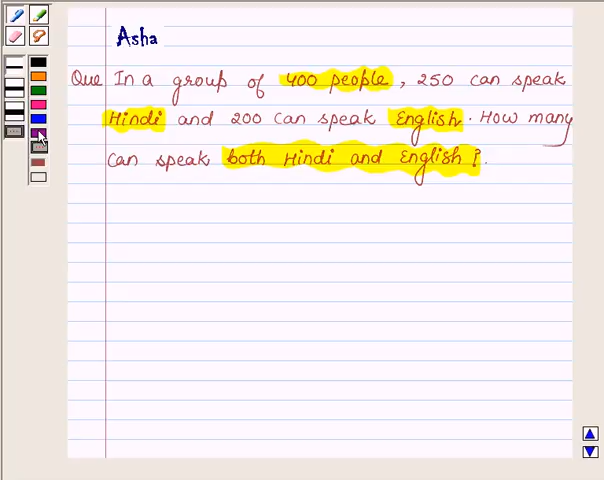 Asha
Que In a group of 400 people, 250 can speak
Hindi and 200 can speak English. How many
can speak both Hindi and English?.